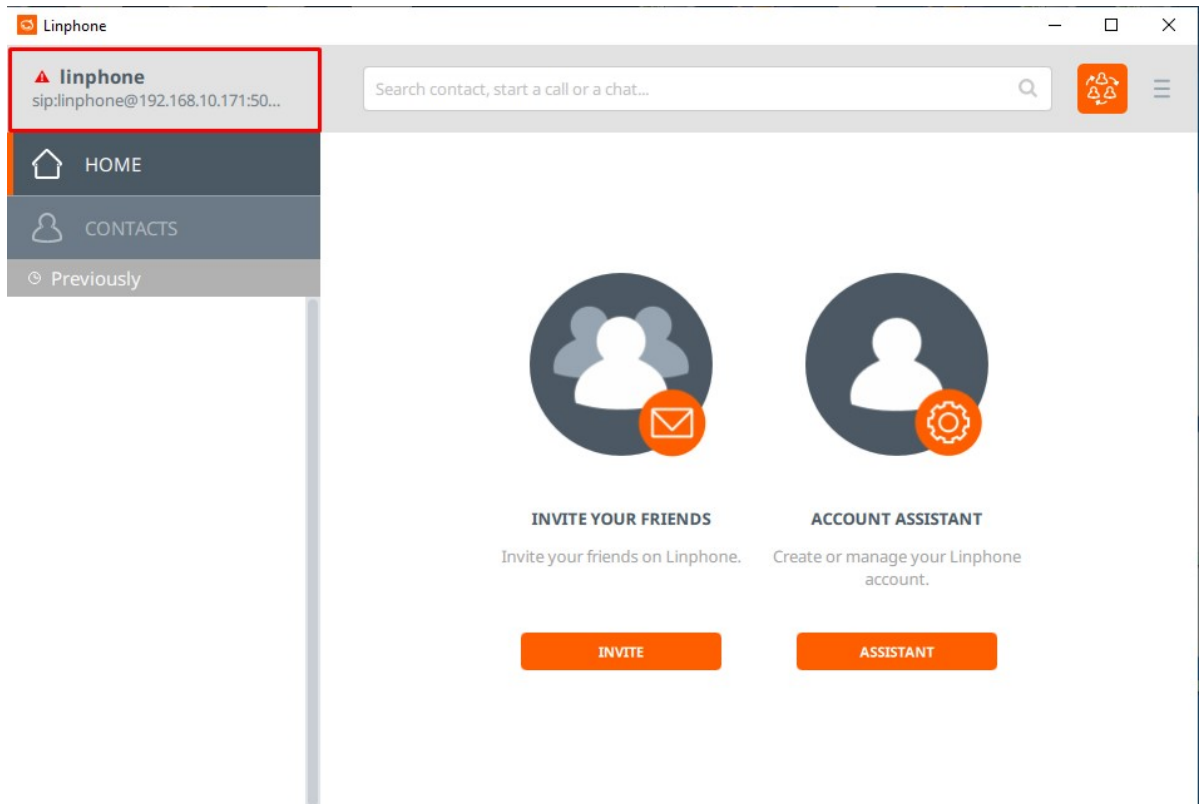 Linphone
linphone
sip:linphone@192.168.10.171:50...
Search contact, start a call or a chat...
HOME
CONTACTS
Previously
INVITE YOUR FRIENDS
Invite your friends on Linphone.
INVITE
ACCOUNT ASSISTANT
Create or manage your Linphone
account.
ASSISTANT